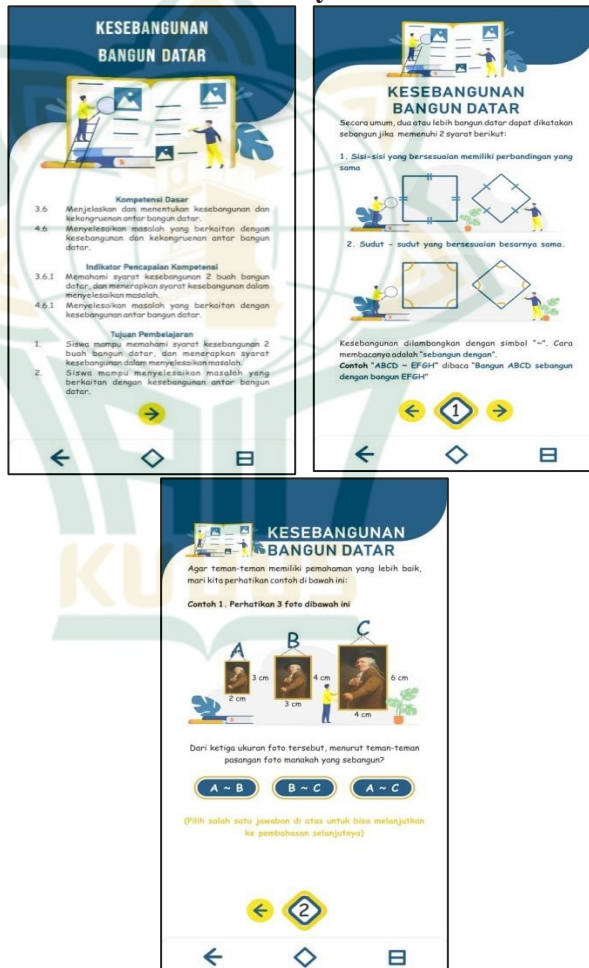 KESEBANGUNAN
BANGUN DATAR
Kompetensi Dasar
3.6 Menjelaskan dan menentukan kesebangunan dan
kekongruenan antar bangun datar.
4.6 Menyelesaikan masalah yang berkaitan dengan
kesebangunan dan kekongruenan antar bangun
datar.
Indikator Pencapaian Kompetensi
3.6.1 Memahami syarat kesebangunan 2 buah bangun
datar, dan menerapkan syarat kesebangunan dalam
menyelesaikan masalah.
4.6.1 Menyelesaikan masalah yang berkaitan dengan
kesebangunan antar bangun datar.
Tujuan Pembelajaran
1. Siswa mampu memahami syarat kesebangunan 2
buah bangun datar, dan menerapkan syarat
kesebangunan dalam menyelesaikan masalah.
2. Siswa mampu menyelesaikan masalah yang
berkaitan dengan kesebangunan antar bangun
datar.
KESEBANGUNAN
BANGUN DATAR
Secara umum, dua atau lebih bangun datar dapat dikatakan
sebangun jika memenuhi 2 syarat berikut:
1. Sisi-sisi yang bersesuaian memiliki perbandingan yang
sama
2. Sudut - sudut yang bersesuaian besarnya sama.
Kesebangunan dilambangkan dengan simbol "~". Cara
membacanya adalah "sebangun dengan".
Contoh "ABCD ~ EFGH" dibaca "Bangun ABCD sebangun
dengan bangun EFGH"
1
KESEBANGUNAN
BANGUN DATAR
Agar teman-teman memiliki pemahaman yang lebih baik,
mari kita perhatikan contoh di bawah ini:
Contoh 1. Perhatikan 3 foto dibawah ini
A B C
3 cm 4 cm 6 cm
2 cm 3 cm 4 cm
Dari ketiga ukuran foto tersebut, menurut teman-teman
pasangan foto manakah yang sebangun?
A ~ B B ~ C A ~ C
(Pilih salah satu jawaban di atas untuk bisa melanjutkan
ke pembahasan selanjutnya)
2